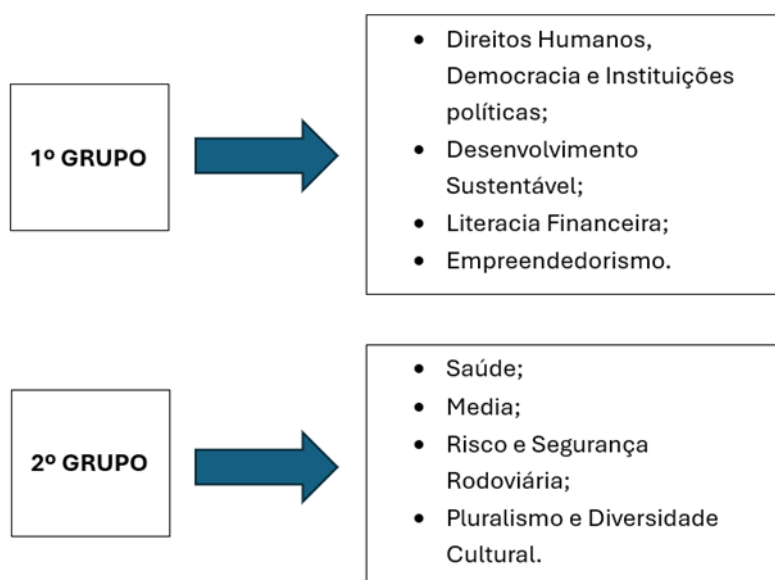 1º GRUPO
• Direitos Humanos,
Democracia e Instituições
políticas;
• Desenvolvimento
Sustentável;
• Literacia Financeira;
• Empreendedorismo.
2º GRUPO
• Saúde;
• Media;
• Risco e Segurança
Rodoviária;
• Pluralismo e Diversidade
Cultural.